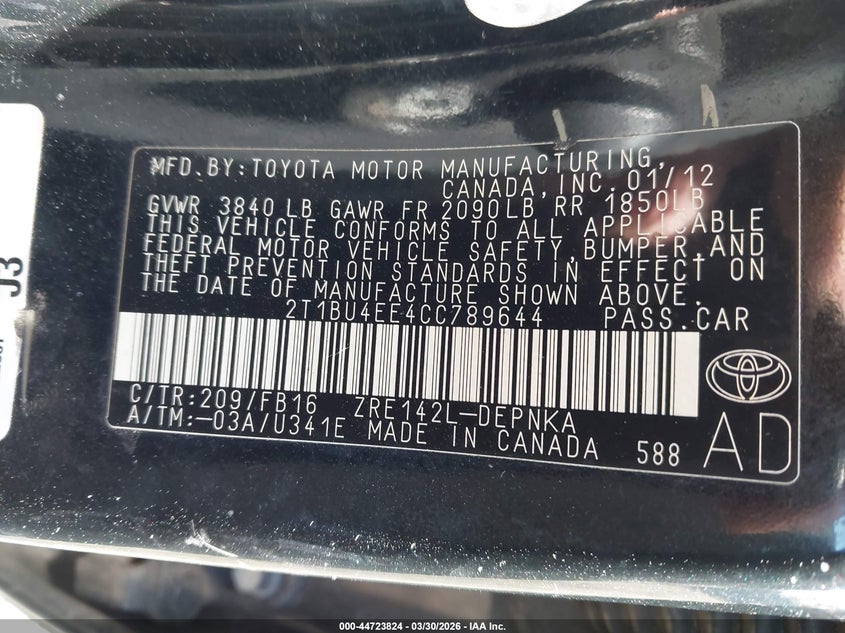 MFD.BY:TOYOTA MOTOR MANUFACTURING,
CANADA,INC.01/12
GVWR 3840 LB GAWR FR 2090LB RR 1850LB
THIS VEHICLE CONFORMS TO ALL APPLICABLE
FEDERAL MOTOR VEHICLE SAFETY,BUMPER,AND
THEFT PREVENTION STANDARDS IN EFFECT ON
THE DATE OF MANUFACTURE SHOWN ABOVE.
2T1BU4EE4CC789644 PASS.CAR
C/TR:209/FB16 ZRE142L-DEPNKA
A/TM:-03A/U341E MADE IN CANADA 588
AD
J3
000-44723824 | 03/30/2026 - IAA Inc.